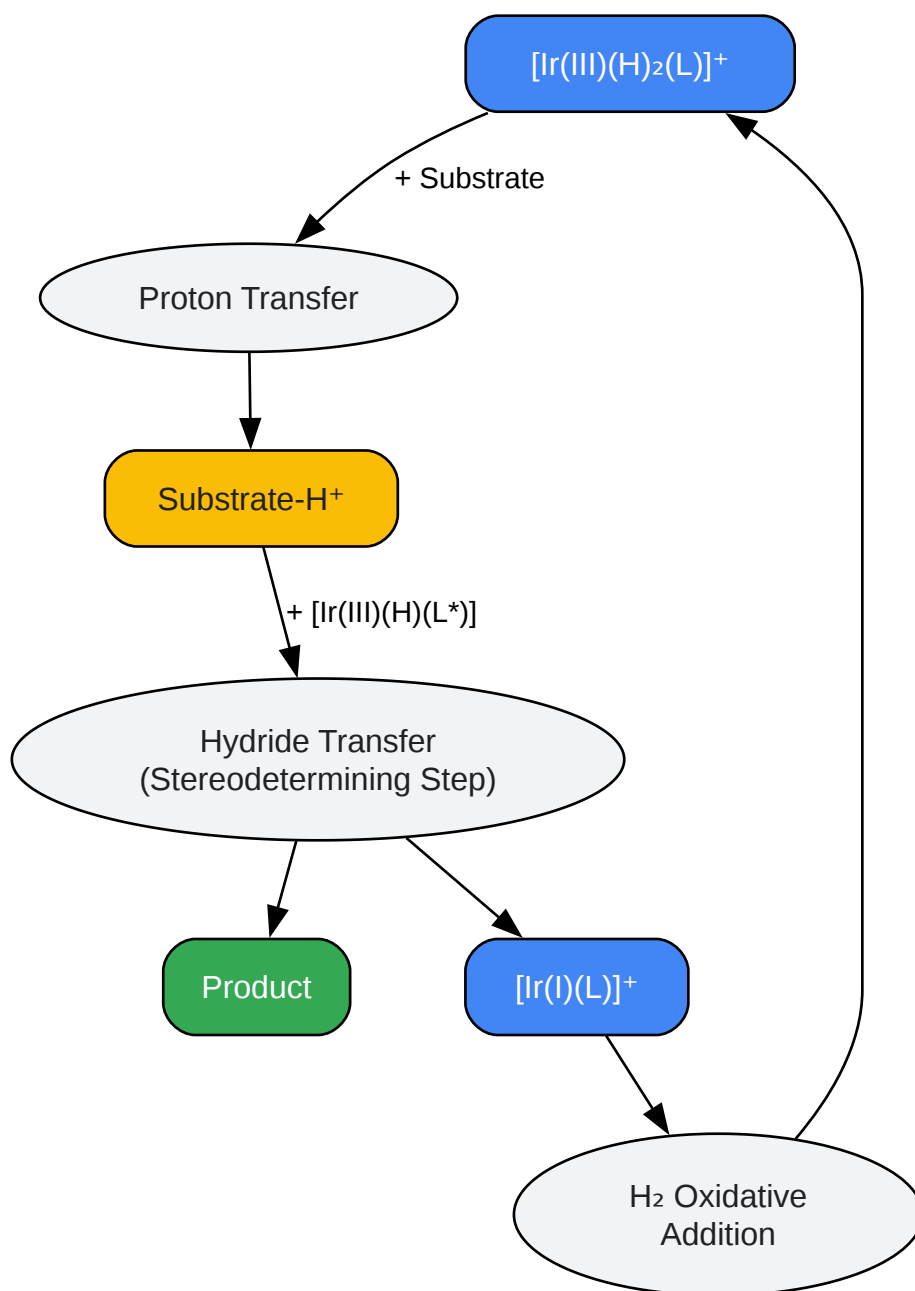 [Ir(III)(H)₂(L)]⁺
+ Substrate
Proton Transfer
Substrate-H⁺
+ [Ir(III)(H)(L*)]
Hydride Transfer
(Stereodetermining Step)
Product
[Ir(I)(L)]⁺
H₂ Oxidative
Addition